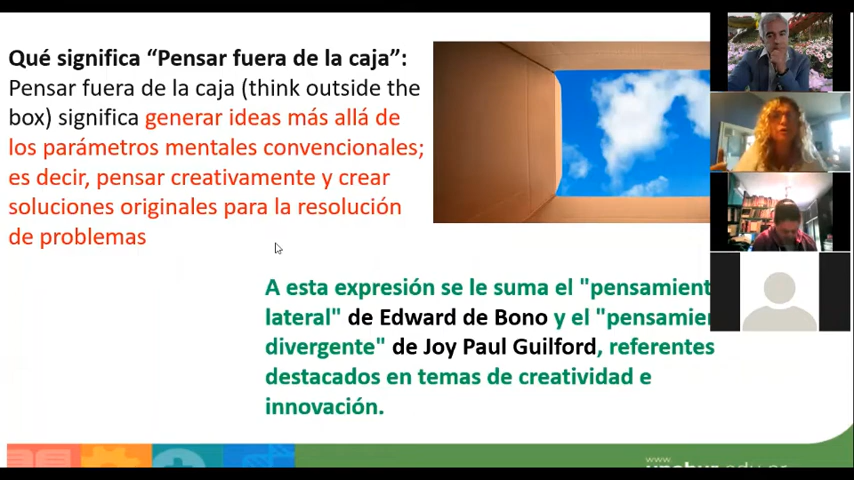 Qué significa “Pensar fuera de la caja”:
Pensar fuera de la caja (think outside the
box) significa generar ideas más allá de
los parámetros mentales convencionales;
es decir, pensar creativamente y crear
soluciones originales para la resolución
de problemas
A esta expresión se le suma el "pensamient
lateral" de Edward de Bono y el "pensamie
divergente" de Joy Paul Guilford, referentes
destacados en temas de creatividad e
innovación.
www.